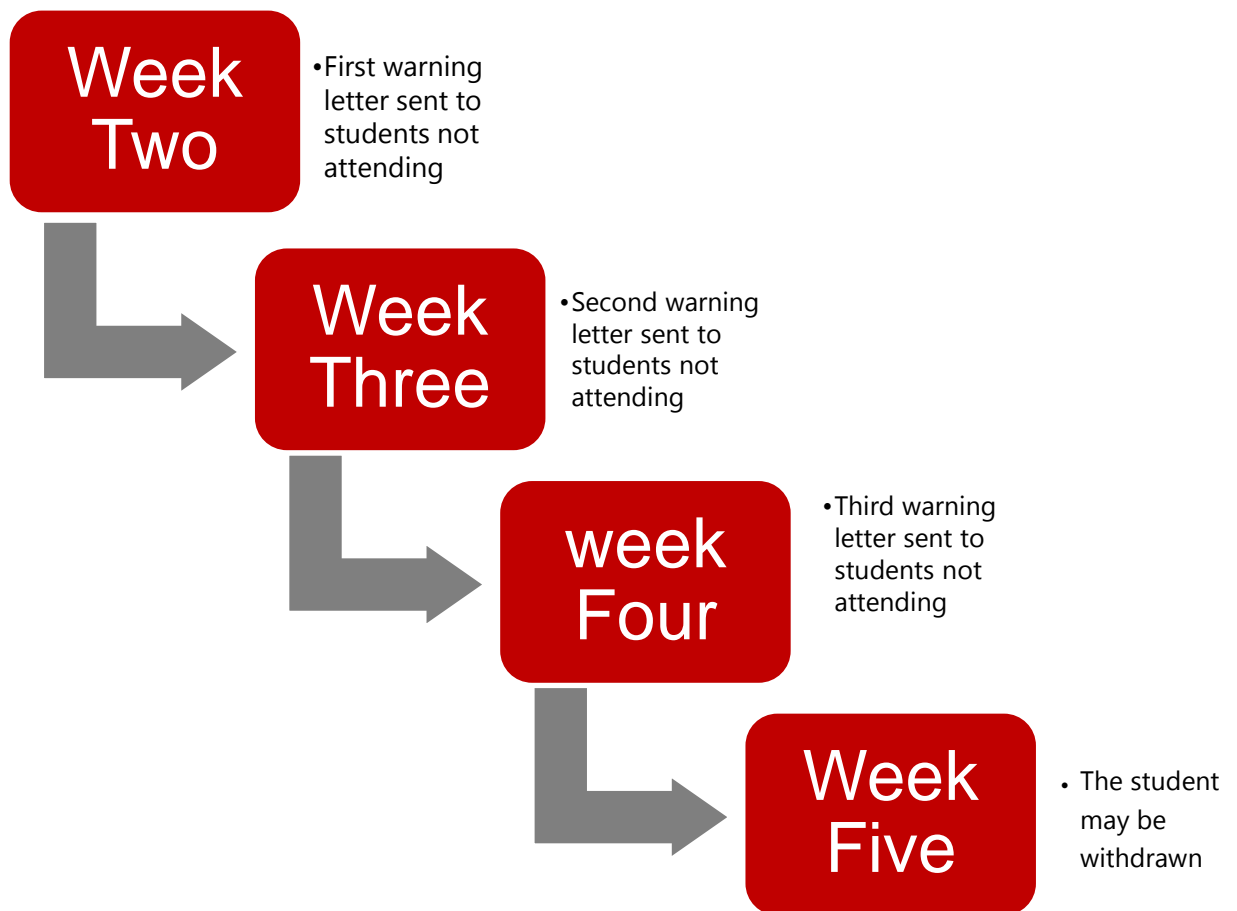 Week
Two
•First warning
letter sent to
students not
attending
Week
Three
•Second warning
letter sent to
students not
attending
week
Four
•Third warning
letter sent to
students not
attending
Week
Five
• The student
may be
withdrawn